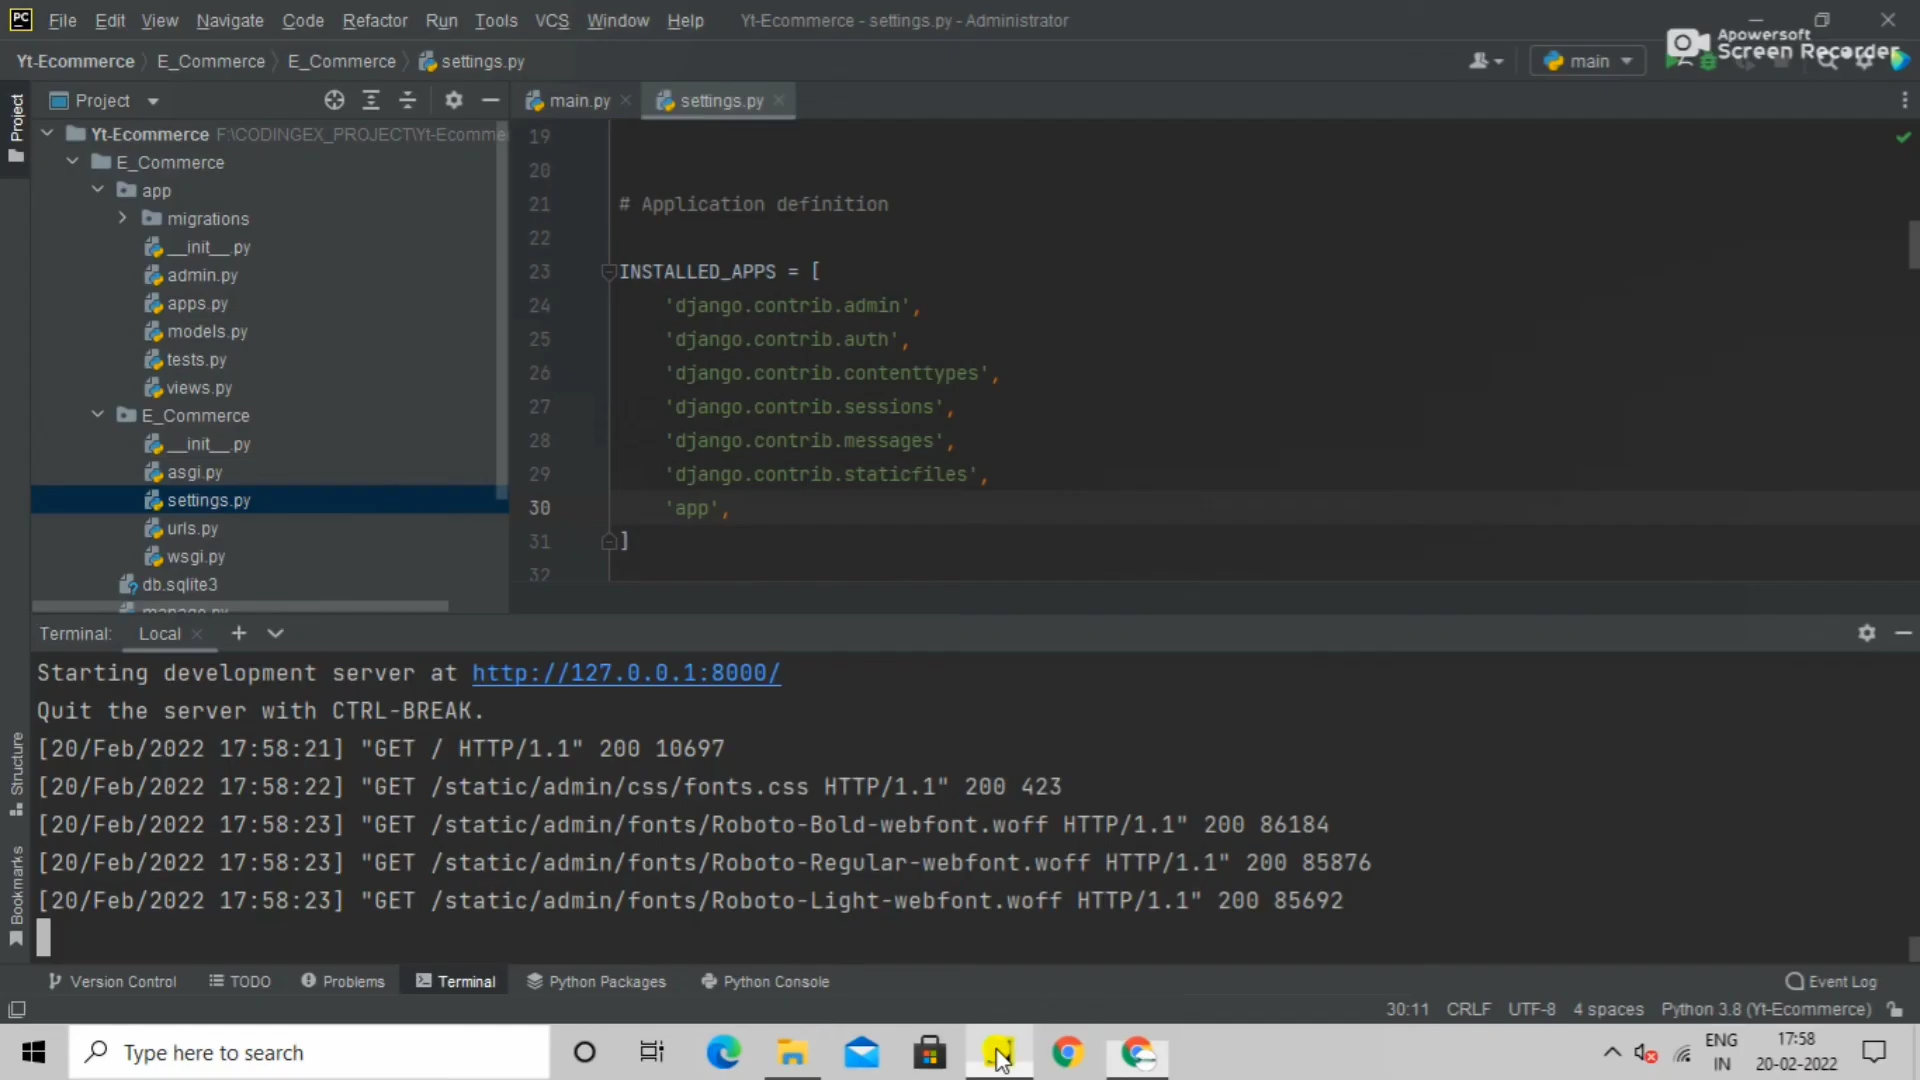 PC File Edit View Navigate Code Refactor Run Tools VCS Window Help Yt-Ecommerce - settings.py - Administrator
Apowersoft
Screen Recorder
Yt-Ecommerce E_Commerce E_Commerce settings.py main
Project
Project
main.py settings.py
Yt-Ecommerce F:\CODINGEX_PROJECT\Yt-Ecomme
E_Commerce
app
migrations
__init__.py
admin.py
apps.py
models.py
tests.py
views.py
E_Commerce
__init__.py
asgi.py
settings.py
urls.py
wsgi.py
db.sqlite3
manage.py
19
20
21 # Application definition
22
23 INSTALLED_APPS = [
24 'django.contrib.admin',
25 'django.contrib.auth',
26 'django.contrib.contenttypes',
27 'django.contrib.sessions',
28 'django.contrib.messages',
29 'django.contrib.staticfiles',
30 'app',
31 ]
32
Terminal: Local
Starting development server at http://127.0.0.1:8000/
Quit the server with CTRL-BREAK.
[20/Feb/2022 17:58:21] "GET / HTTP/1.1" 200 10697
[20/Feb/2022 17:58:22] "GET /static/admin/css/fonts.css HTTP/1.1" 200 423
[20/Feb/2022 17:58:23] "GET /static/admin/fonts/Roboto-Bold-webfont.woff HTTP/1.1" 200 86184
[20/Feb/2022 17:58:23] "GET /static/admin/fonts/Roboto-Regular-webfont.woff HTTP/1.1" 200 85876
[20/Feb/2022 17:58:23] "GET /static/admin/fonts/Roboto-Light-webfont.woff HTTP/1.1" 200 85692
Structure
Bookmarks
Version Control TODO Problems Terminal Python Packages Python Console Event Log
30:11 CRLF UTF-8 4 spaces Python 3.8 (Yt-Ecommerce)
Type here to search
ENG
IN
17:58
20-02-2022